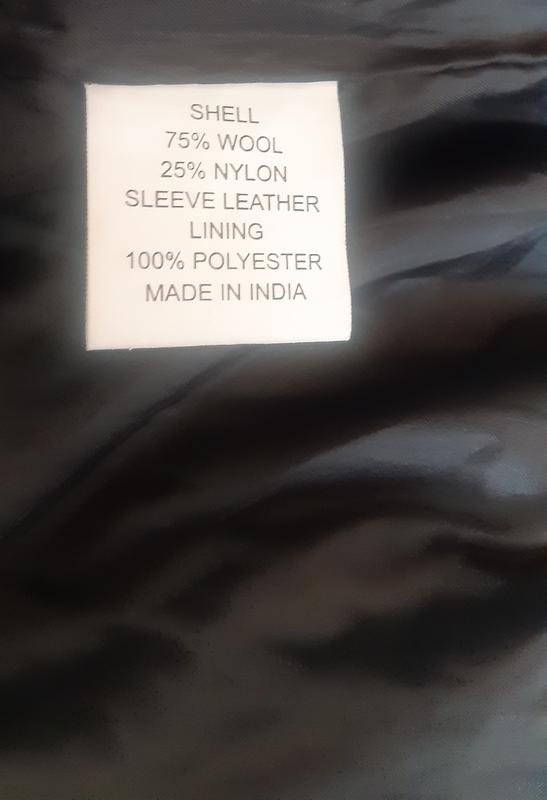 SHELL
75% WOOL
25% NYLON
SLEEVE LEATHER
LINING
100% POLYESTER
MADE IN INDIA